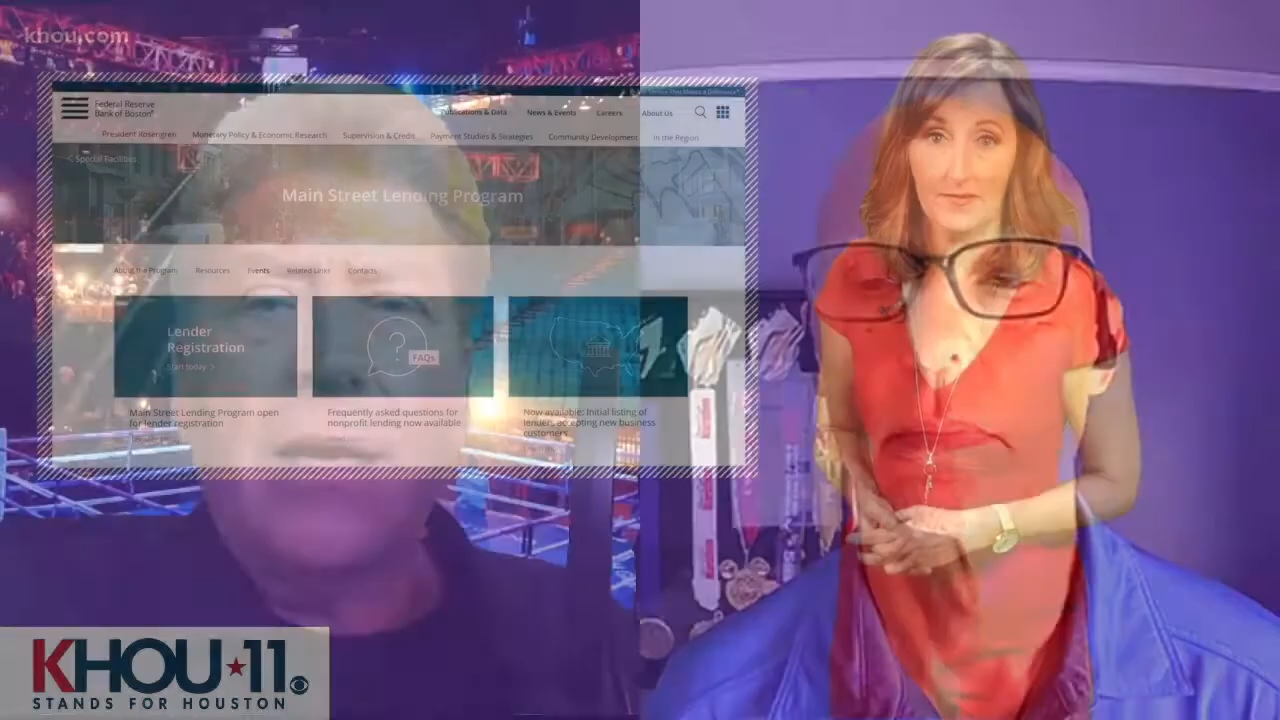 khou.com
Federal Reserve
Bank of Boston
News & Events
Careers
About Us
President Rosengren
Monetary Policy & Economic Research
Supervision & Credit
Payment Studies & Strategies
Community Development
In the Region
Special Facilities
Main Street Lending Program
About the Program
Resources
Events
Related Links
Contacts
Lender
Registration
Start today
FAQs
Main Street Lending Program open
for lender registration
Frequently asked questions for
nonprofit lending now available
Now available: Initial listing of
lenders accepting new business
customers
KHOU★11
STANDS FOR HOUSTON